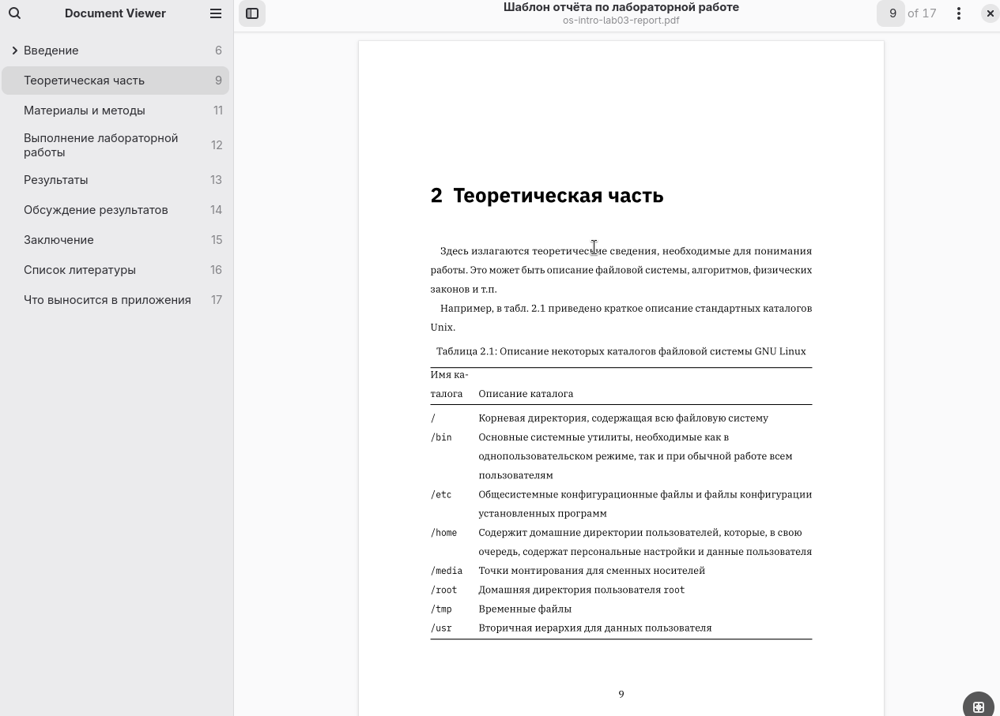 Document Viewer
Введение 6
Теоретическая часть 9
Материалы и методы 11
Выполнение лабораторной
работы 12
Результаты 13
Обсуждение результатов 14
Заключение 15
Список литературы 16
Что выносится в приложения 17
Шаблон отчёта по лабораторной работе
os-intro-lab03-report.pdf
9 of 17
2 Теоретическая часть
Здесь излагаются теоретические сведения, необходимые для понимания
работы. Это может быть описание файловой системы, алгоритмов, физических
законов и т.п.
Например, в табл. 2.1 приведено краткое описание стандартных каталогов
Unix.
Таблица 2.1: Описание некоторых каталогов файловой системы GNU Linux
Имя ка-
талога Описание каталога
/ Корневая директория, содержащая всю файловую систему
/bin Основные системные утилиты, необходимые как в
однопользовательском режиме, так и при обычной работе всем
пользователям
/etc Общесистемные конфигурационные файлы и файлы конфигурации
установленных программ
/home Содержит домашние директории пользователей, которые, в свою
очередь, содержат персональные настройки и данные пользователя
/media Точки монтирования для сменных носителей
/root Домашняя директория пользователя root
/tmp Временные файлы
/usr Вторичная иерархия для данных пользователя
9